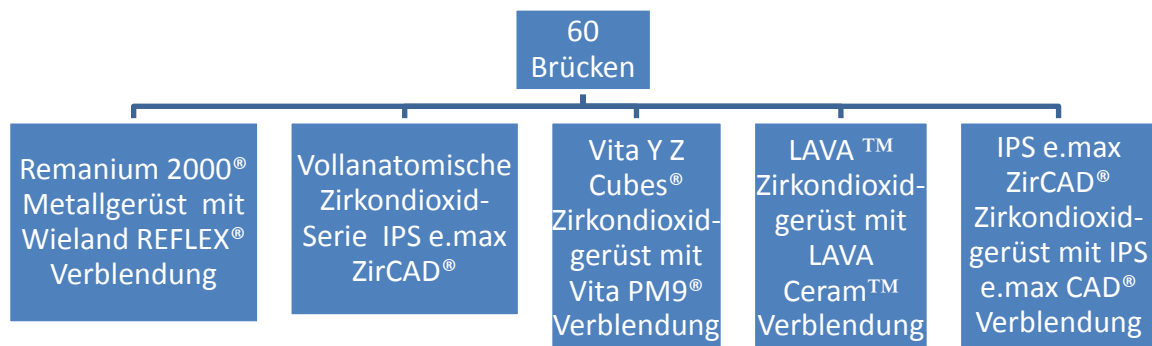 60
Brücken
Remanium 2000®
Metallgerüst mit
Wieland REFLEX®
Verblendung
Vollanatomische
Zirkondioxid-
Serie IPS e.max
ZirCAD®
Vita Y Z
Cubes®
Zirkondioxid-
gerüst mit
Vita PM9®
Verblendung
LAVA ™
Zirkondioxid-
gerüst mit
LAVA
Ceram™
Verblendung
IPS e.max
ZirCAD®
Zirkondioxid-
gerüst mit IPS
e.max CAD®
Verblendung